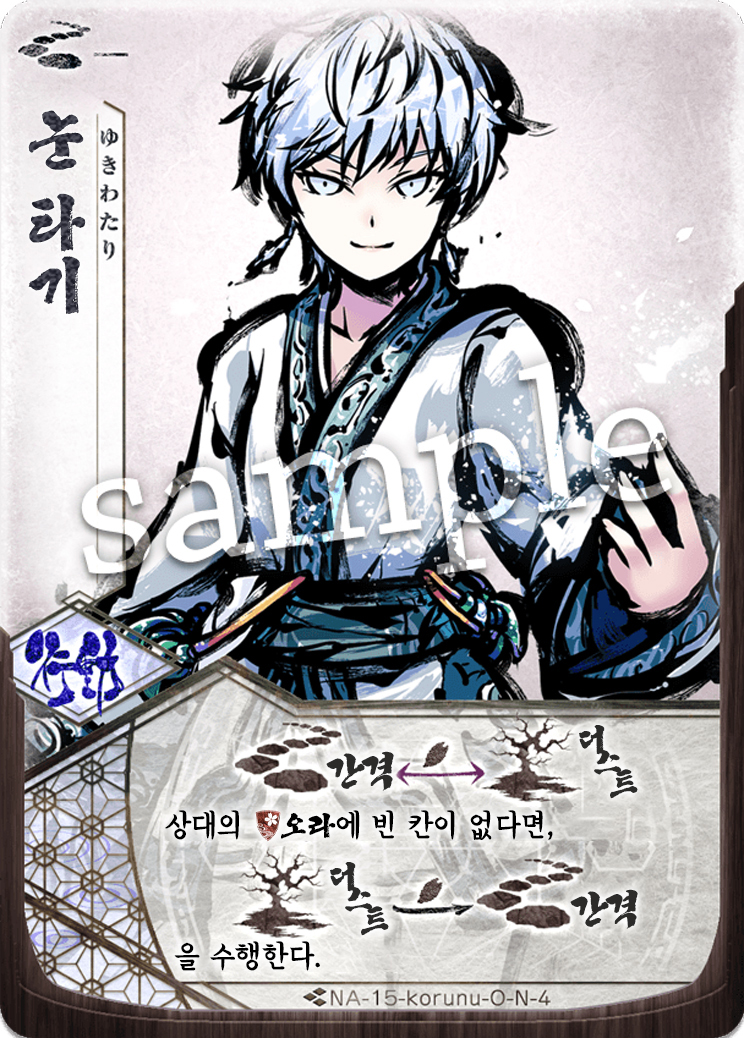 눈 타기
ゆきわたり
sample
行动
간격 ↔ 더스트
상대의 오라에 빈 칸이 없다면,
더스트 → 간격
을 수행한다.
NA-15-korunu-O-N-4